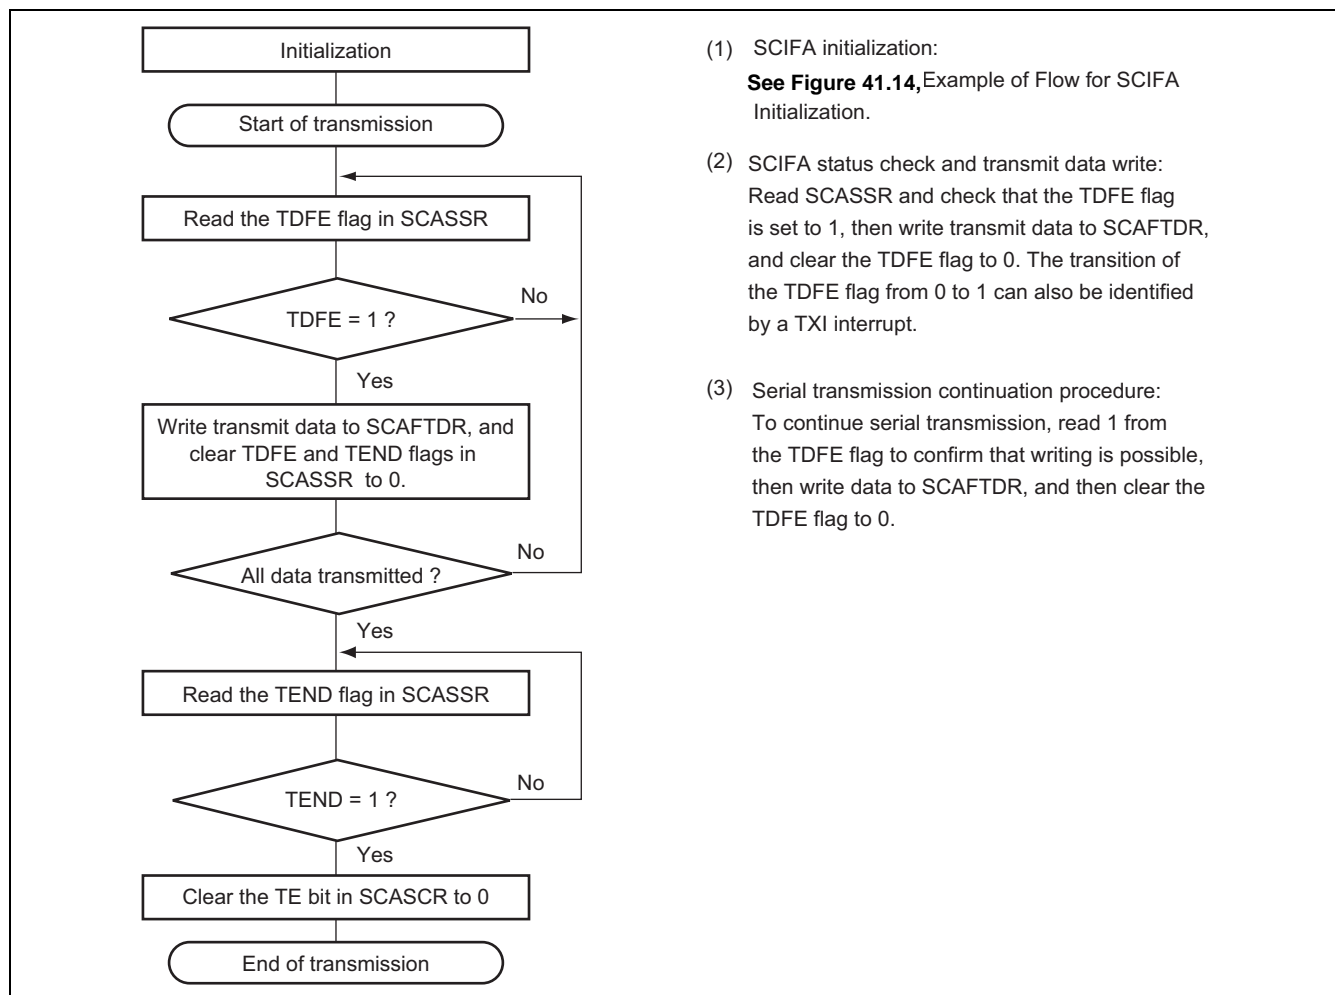 Initialization
Start of transmission
Read the TDFE flag in SCASSR
TDFE = 1 ?
No
Yes
Write transmit data to SCAFTDR, and
clear TDFE and TEND flags in
SCASSR to 0.
All data transmitted ?
No
Yes
Read the TEND flag in SCASSR
TEND = 1 ?
No
Yes
Clear the TE bit in SCASCR to 0
End of transmission
(1) SCIFA initialization:
See Figure 41.14, Example of Flow for SCIFA
Initialization.
(2) SCIFA status check and transmit data write:
Read SCASSR and check that the TDFE flag
is set to 1, then write transmit data to SCAFTDR,
and clear the TDFE flag to 0. The transition of
the TDFE flag from 0 to 1 can also be identified
by a TXI interrupt.
(3) Serial transmission continuation procedure:
To continue serial transmission, read 1 from
the TDFE flag to confirm that writing is possible,
then write data to SCAFTDR, and then clear the
TDFE flag to 0.